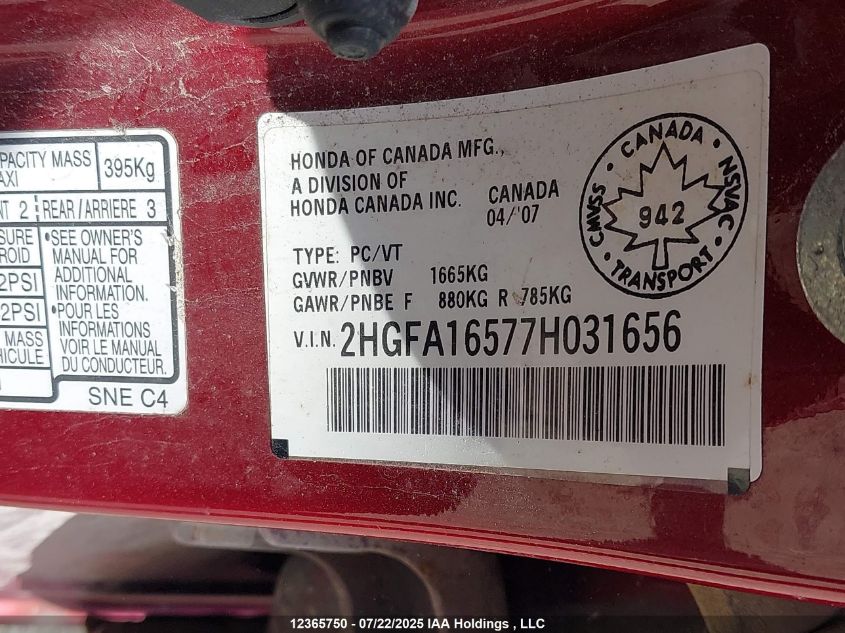 PACITY MASS
AXI
395Kg
NT 2 REAR/ARRIERE 3
•SEE OWNER'S
MANUAL FOR
ADDITIONAL
INFORMATION.
•POUR LES
INFORMATIONS
VOIR LE MANUAL
DU CONDUCTEUR.
SURE
ROID
2PSI
2PSI
MASS
HICULE
SNE C4
HONDA OF CANADA MFG.,
A DIVISION OF
HONDA CANADA INC.
CANADA
04/'07
TYPE: PC/VT
GVWR/PNBV 1665KG
GAWR/PNBE F 880KG R 785KG
V.I.N. 2HGFA16577H031656
CANADA
CMVSS
NSVAC
942
TRANSPORT
12365750 - 07/22/2025 IAA Holdings , LLC